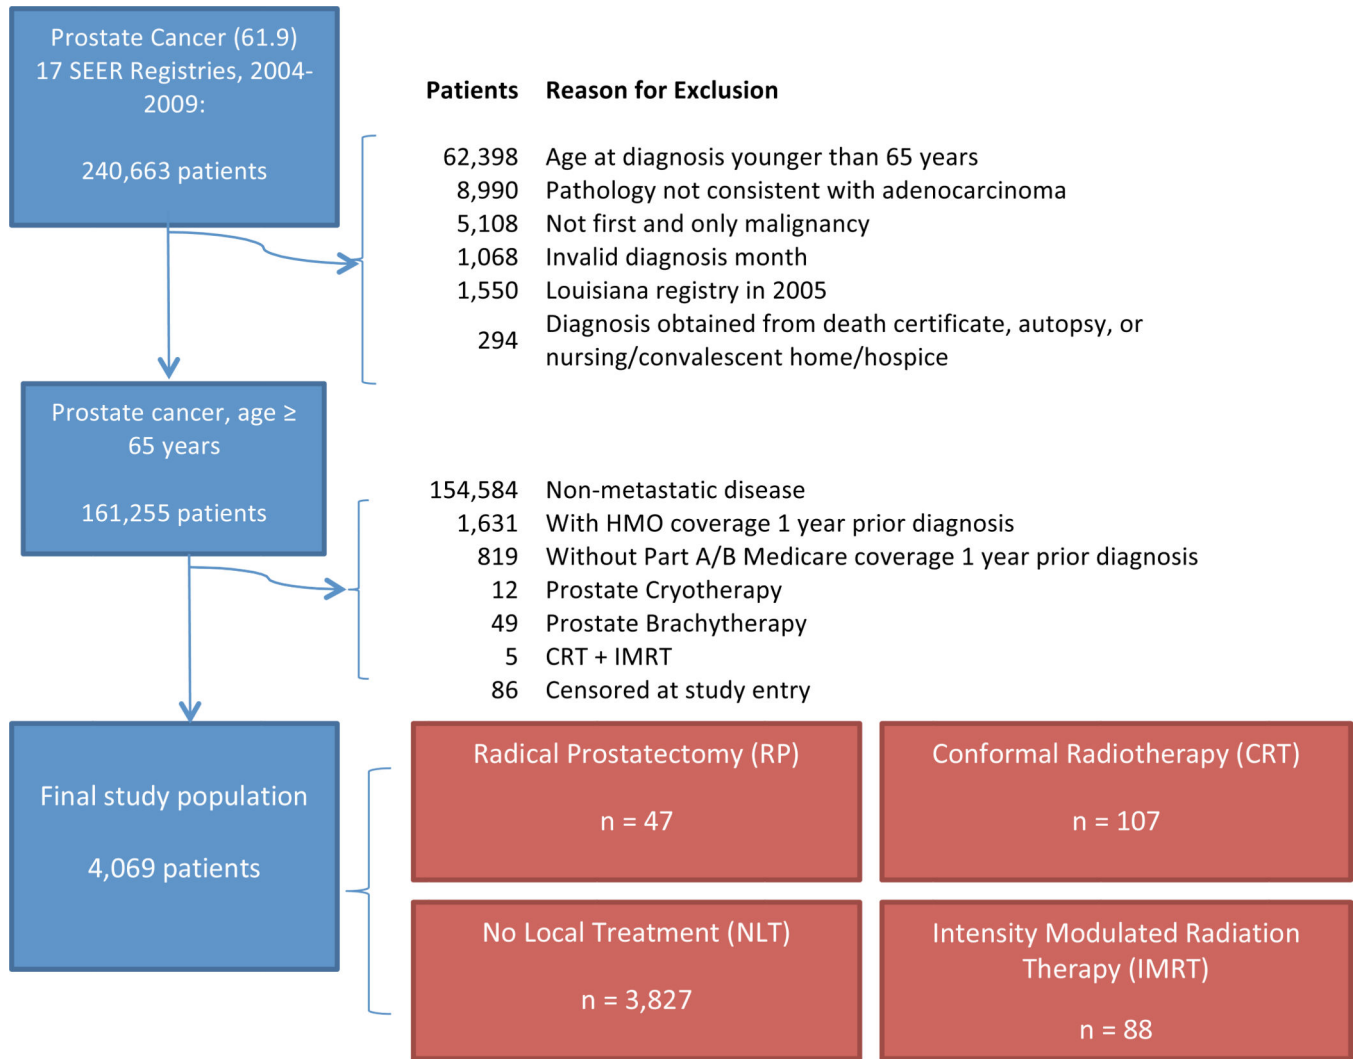 Prostate Cancer (61.9)
17 SEER Registries, 2004-
2009:
240,663 patients
Patients Reason for Exclusion
62,398 Age at diagnosis younger than 65 years
8,990 Pathology not consistent with adenocarcinoma
5,108 Not first and only malignancy
1,068 Invalid diagnosis month
1,550 Louisiana registry in 2005
294 Diagnosis obtained from death certificate, autopsy, or
nursing/convalescent home/hospice
Prostate cancer, age ≥
65 years
161,255 patients
154,584 Non-metastatic disease
1,631 With HMO coverage 1 year prior diagnosis
819 Without Part A/B Medicare coverage 1 year prior diagnosis
12 Prostate Cryotherapy
49 Prostate Brachytherapy
5 CRT + IMRT
86 Censored at study entry
Final study population
4,069 patients
Radical Prostatectomy (RP)
n = 47
Conformal Radiotherapy (CRT)
n = 107
No Local Treatment (NLT)
n = 3,827
Intensity Modulated Radiation
Therapy (IMRT)
n = 88